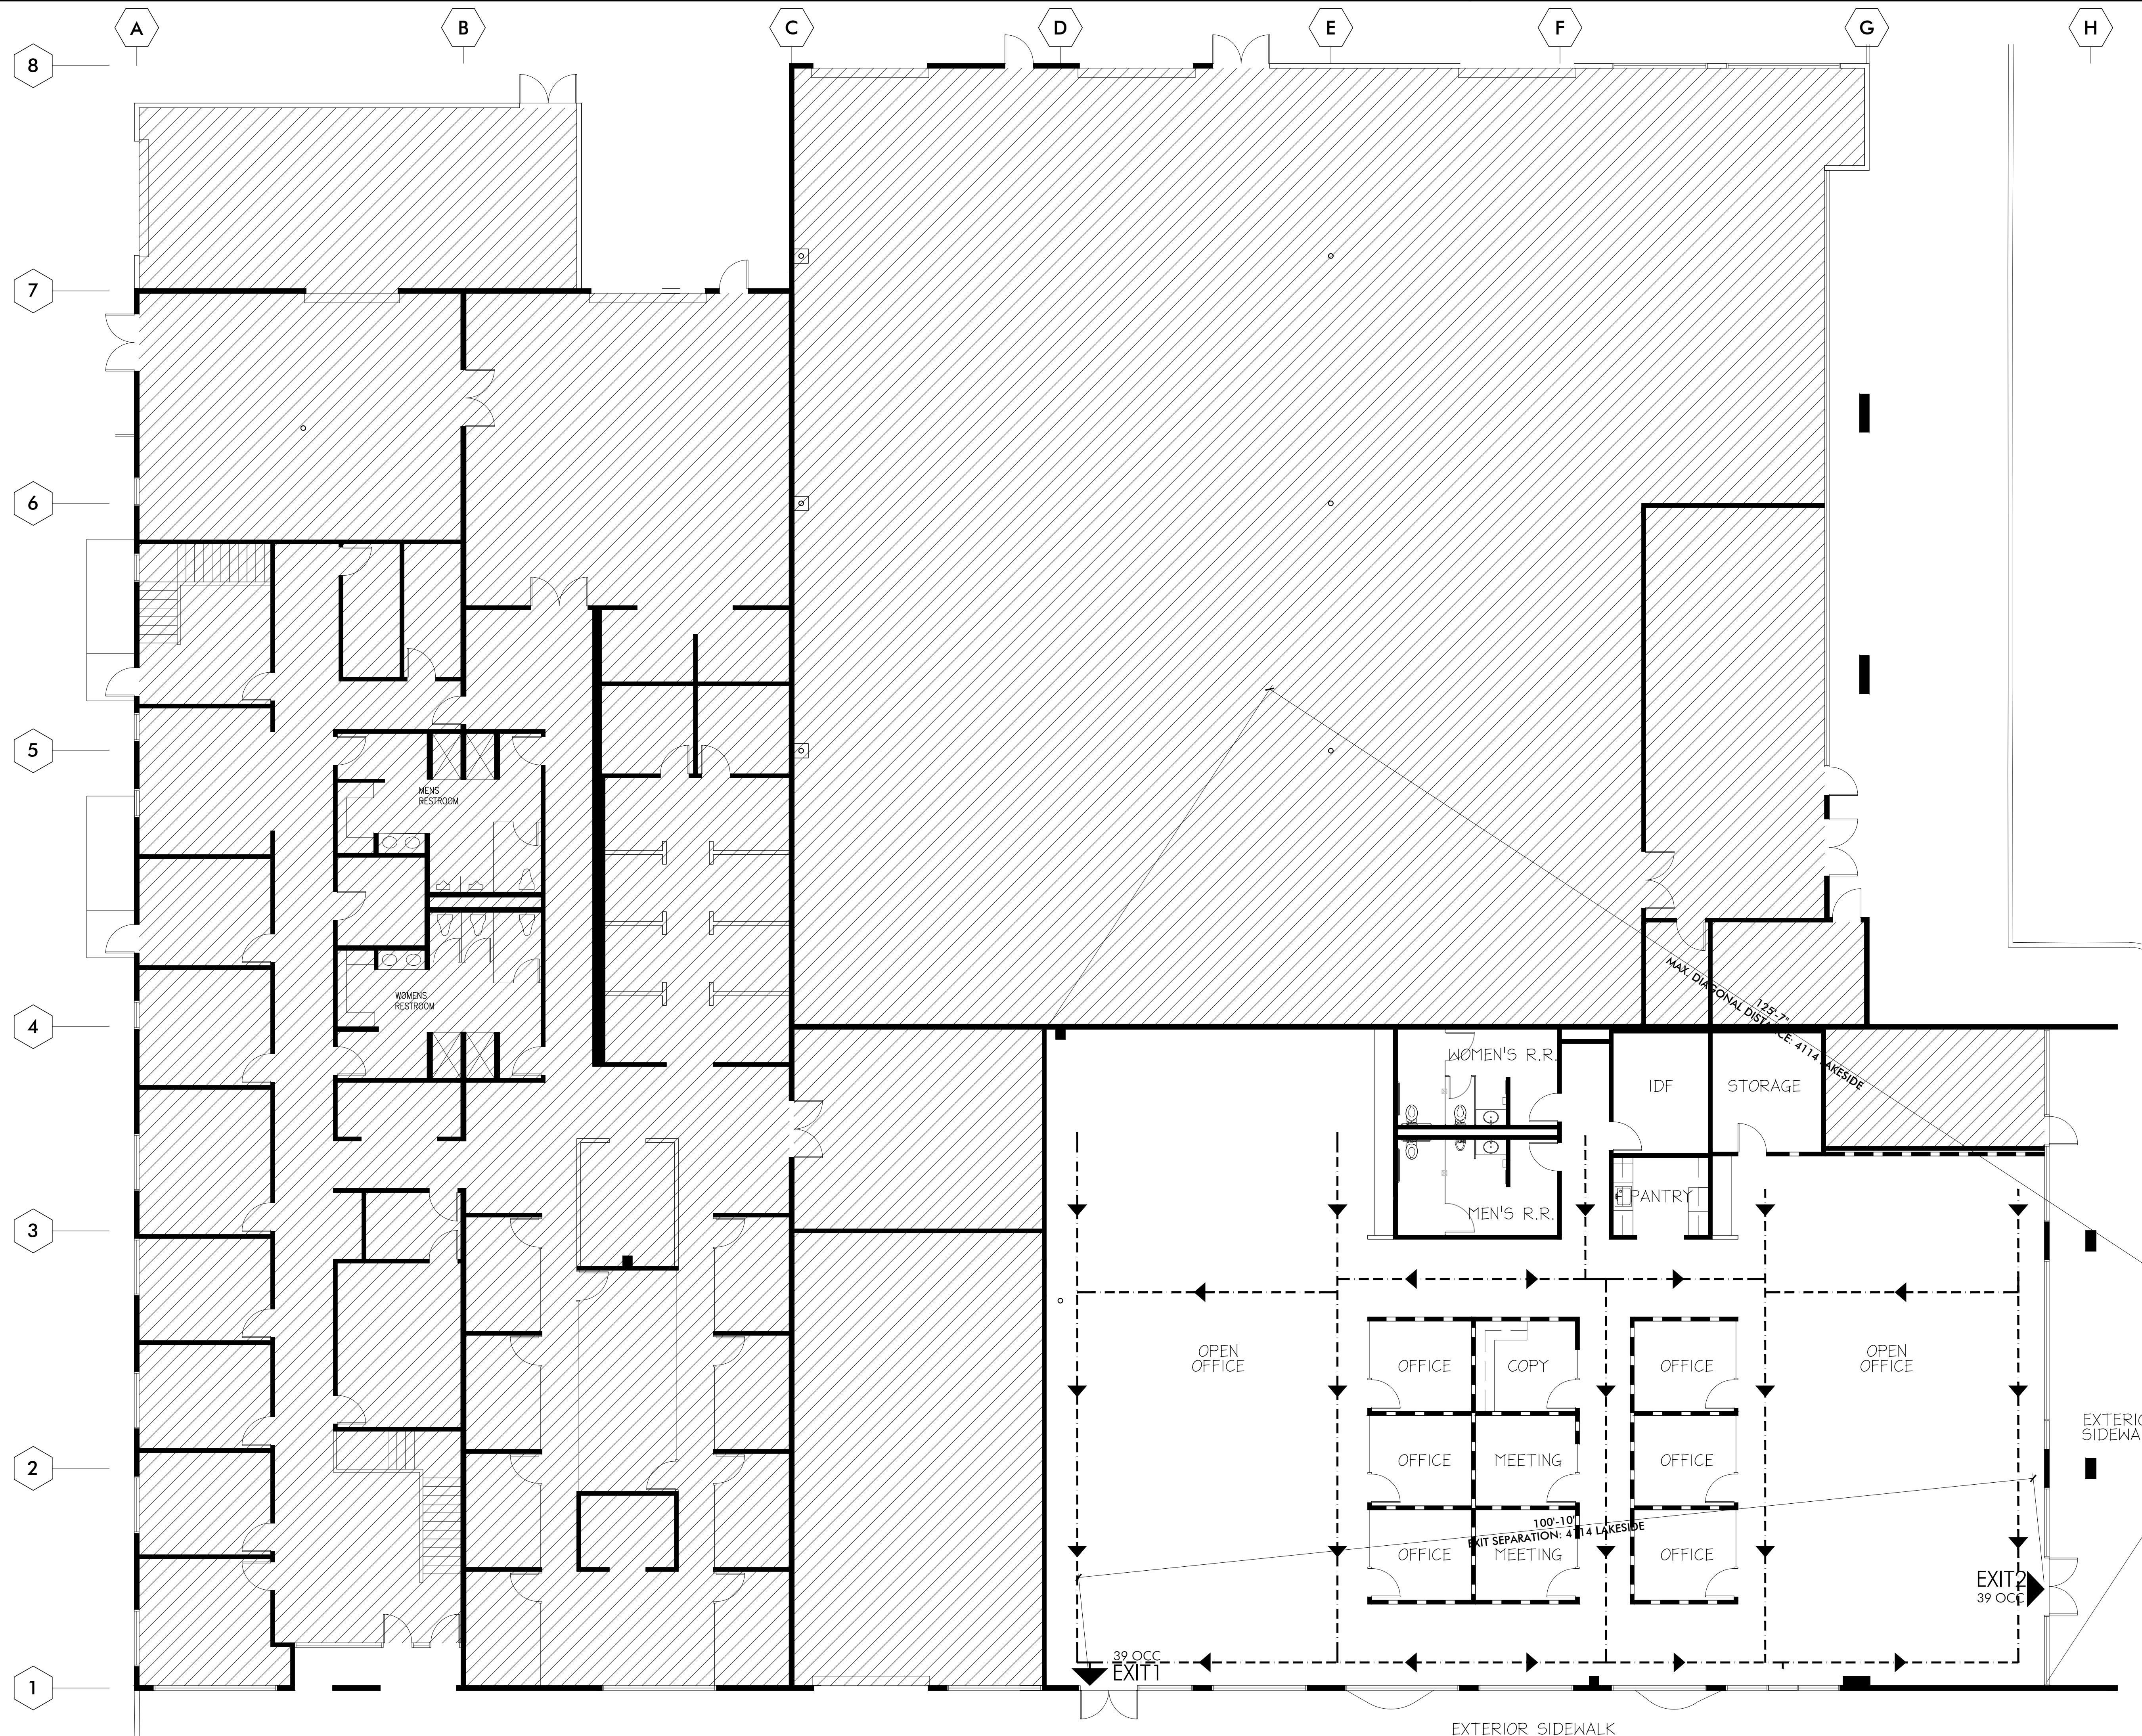 A
B
C
D
E
F
G
H
8
7
6
5
MENS
RESTROOM
WOMENS
RESTROOM
4
125'-7"
MAX. DIAGONAL DISTANCE: 4114 LAKESIDE
WOMEN'S R.R.
IDF
STORAGE
PANTRY
MEN'S R.R.
3
OPEN
OFFICE
OFFICE
COPY
OFFICE
OPEN
OFFICE
2
OFFICE
MEETING
OFFICE
100'-10"
EXIT SEPARATION: 4114 LAKESIDE
OFFICE
MEETING
OFFICE
EXIT2
39 OCC
39 OCC
EXIT1
1
EXTERIOR SIDEWALK